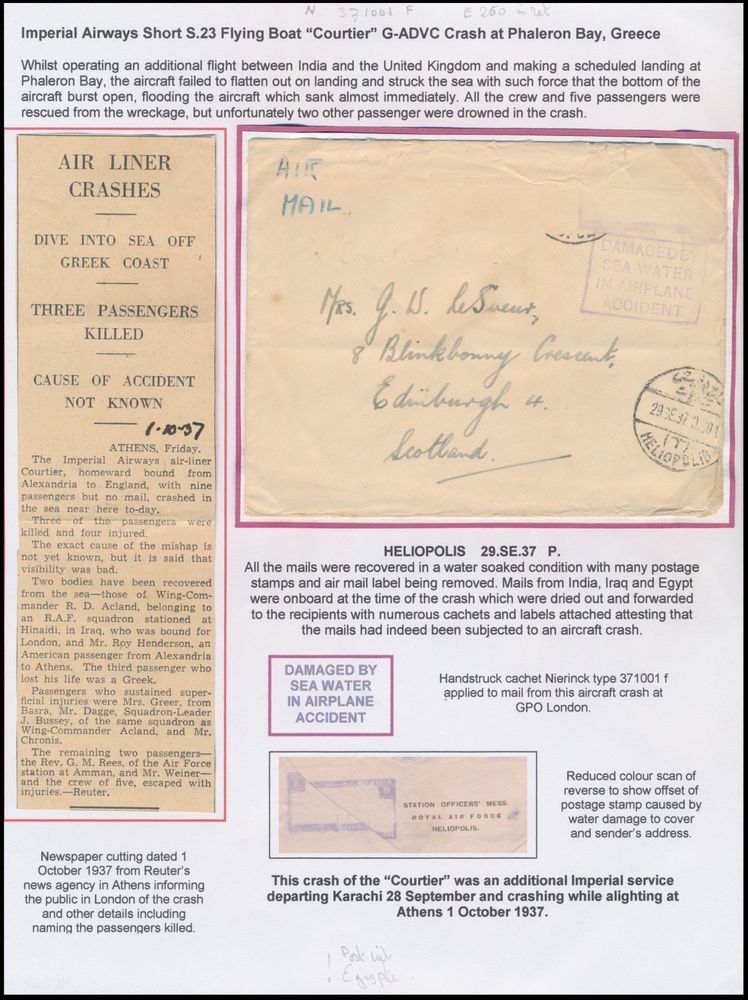 N 371001 F
Imperial Airways Short S.23 Flying Boat “Courtier” G-ADVC Crash at Phaleron Bay, Greece
Whilst operating an additional flight between India and the United Kingdom and making a scheduled landing at
Phaleron Bay, the aircraft failed to flatten out on landing and struck the sea with such force that the bottom of the
aircraft burst open, flooding the aircraft which sank almost immediately. All the crew and five passengers were
rescued from the wreckage, but unfortunately two other passenger were drowned in the crash.
AIR LINER
CRASHES
DIVE INTO SEA OFF
GREEK COAST
THREE PASSENGERS
KILLED
CAUSE OF ACCIDENT
NOT KNOWN
1-10-37
ATHENS, Friday.
The Imperial Airways air-liner
Courtier, homeward bound from
Alexandria to England, with nine
passengers but no mail, crashed in
the sea near here to-day.
Three of the passengers were
killed and four injured.
The exact cause of the mishap is
not yet known, but it is said that
visibility was bad.
Two bodies have been recovered
from the sea—those of Wing-Com-
mander R. D. Acland, belonging to
an R.A.F. squadron stationed at
Hinaidi, in Iraq, who was bound for
London, and Mr. Roy Henderson, an
American passenger from Alexandria
to Athens. The third passenger who
lost his life was a Greek.
Passengers who sustained super-
ficial injuries were Mrs. Greer, from
Basra, Mr. Dagge, Squadron-Leader
J. Bussey, of the same squadron as
Wing-Commander Acland, and Mr.
Chronis.
The remaining two passengers—
the Rev. G. M. Rees, of the Air Force
station at Amman, and Mr. Weiner—
and the crew of five, escaped with
injuries.—Reuter.
Newspaper cutting dated 1
October 1937 from Reuter’s
news agency in Athens informing
the public in London of the crash
and other details including
naming the passengers killed.
AIR
MAIL
DAMAGED BY
SEA WATER
IN AIRPLANE
ACCIDENT
Mrs. G. D. LeSueur,
8 Blinkbonny Crescent,
Edinburgh 4.
Scotland.
29.SE.37
HELIOPOLIS
HELIOPOLIS 29.SE.37 P.
All the mails were recovered in a water soaked condition with many postage
stamps and air mail label being removed. Mails from India, Iraq and Egypt
were onboard at the time of the crash which were dried out and forwarded
to the recipients with numerous cachets and labels attached attesting that
the mails had indeed been subjected to an aircraft crash.
DAMAGED BY
SEA WATER
IN AIRPLANE
ACCIDENT
Handstruck cachet Nierinck type 371001 f
applied to mail from this aircraft crash at
GPO London.
STATION OFFICERS' MESS.
ROYAL AIR FORCE
HELIOPOLIS.
Reduced colour scan of
reverse to show offset of
postage stamp caused by
water damage to cover
and sender’s address.
This crash of the “Courtier” was an additional Imperial service
departing Karachi 28 September and crashing while alighting at
Athens 1 October 1937.